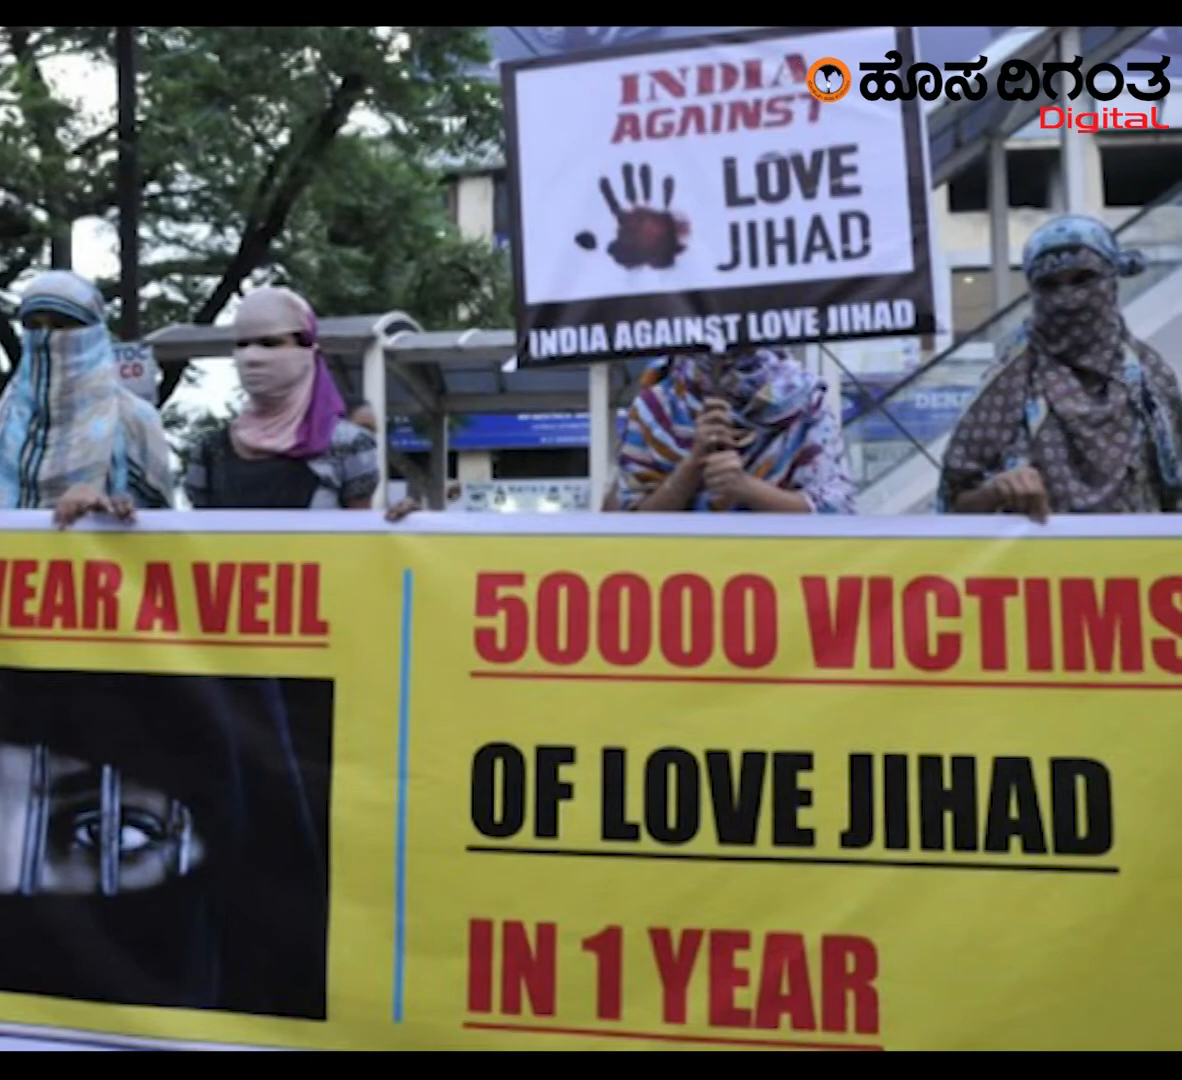 INDIA
AGAINST
LOVE
JIHAD
INDIA AGAINST LOVE JIHAD
ಹೊಸದಿಗಂತ
Digital
EAR A VEIL
50000 VICTIMS
OF LOVE JIHAD
IN 1 YEAR